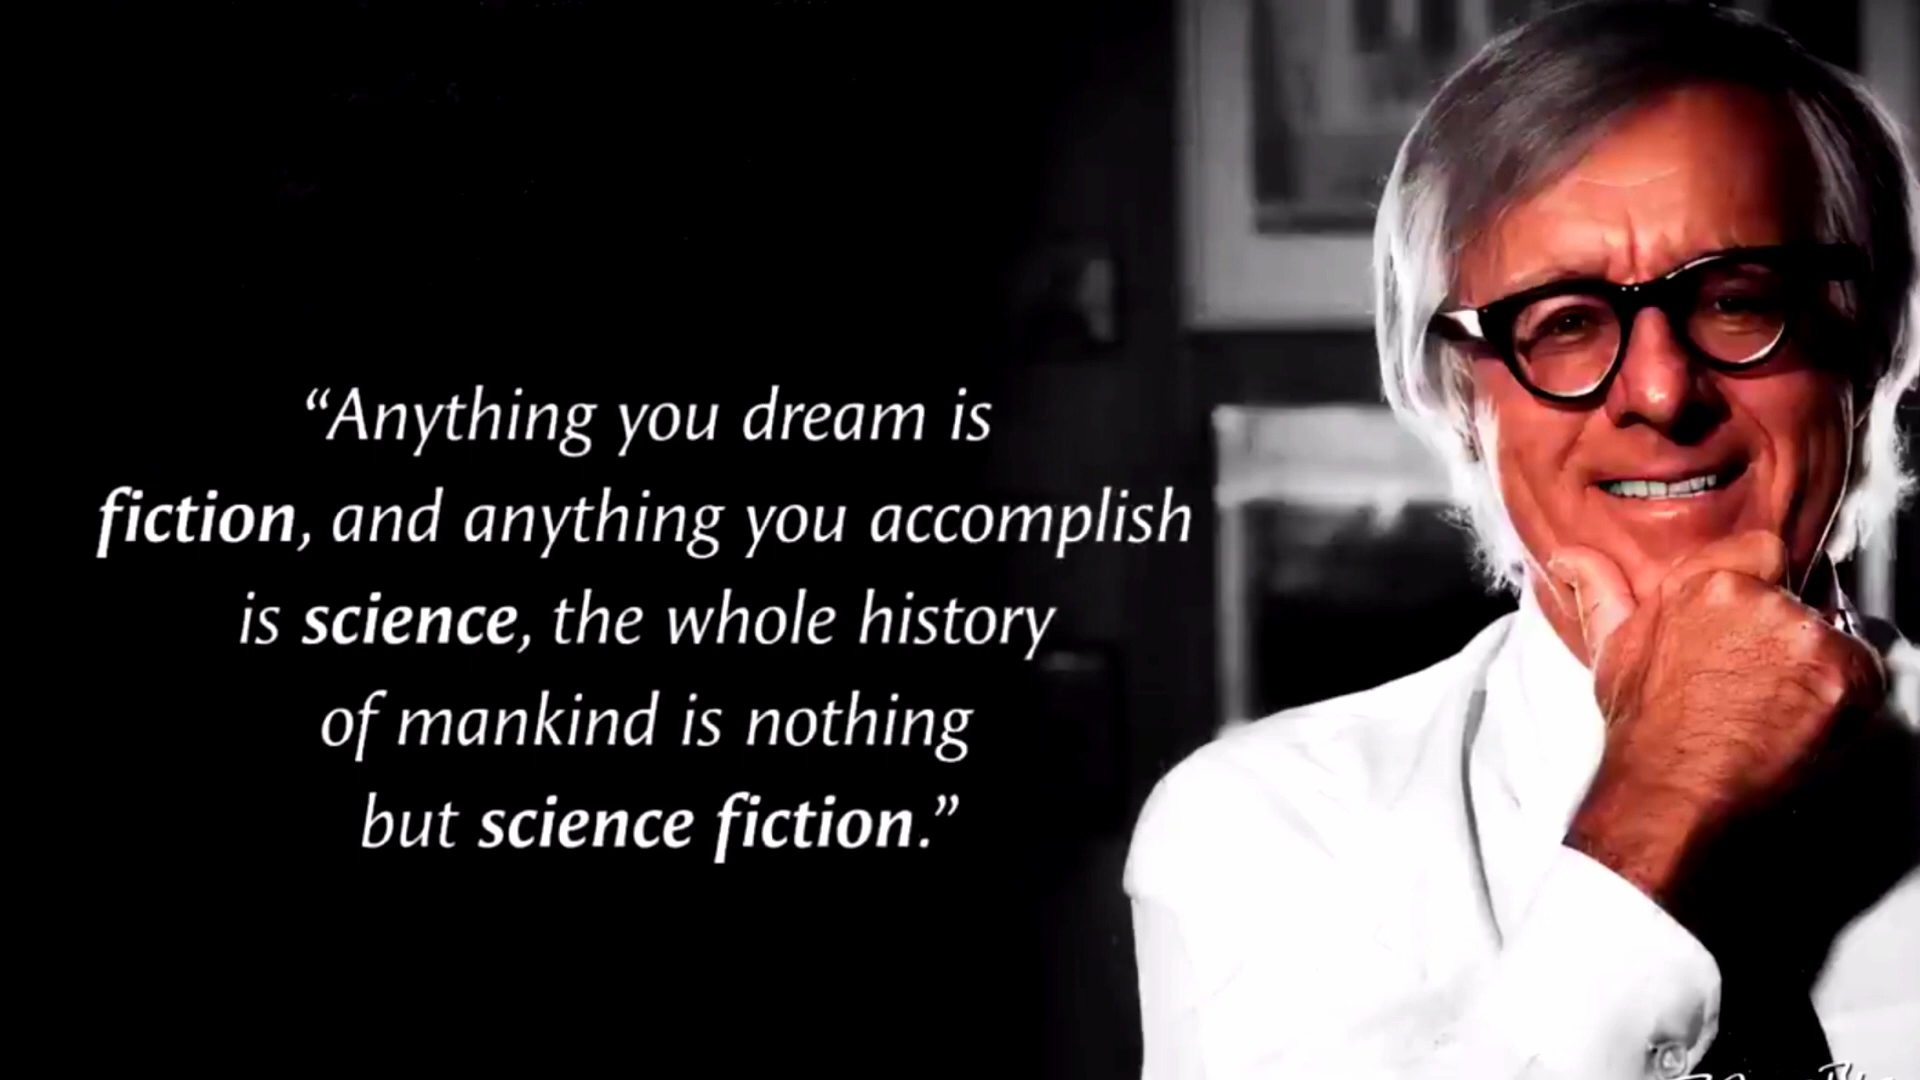 “Anything you dream is
fiction, and anything you accomplish
is science, the whole history
of mankind is nothing
but science fiction.”